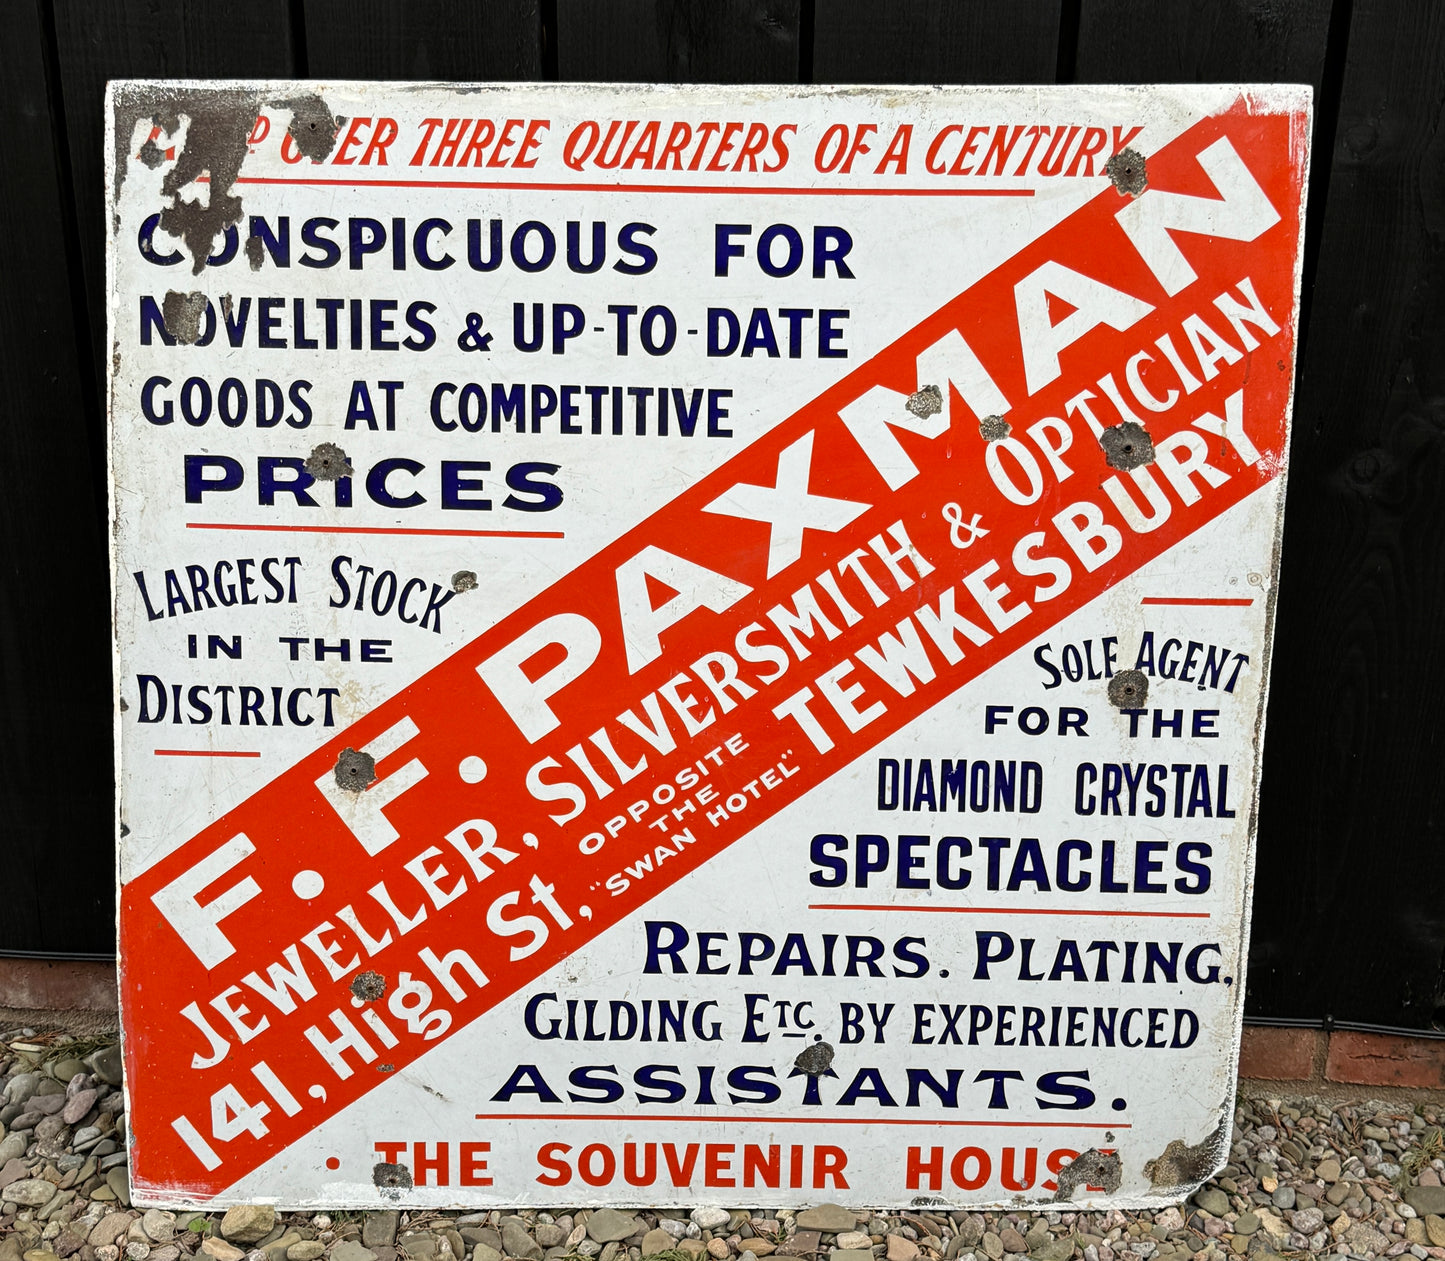 OVER THREE QUARTERS OF A CENTURY
CONSPICUOUS FOR
NOVELTIES & UP-TO-DATE
GOODS AT COMPETITIVE
PRICES
LARGEST STOCK
IN THE
DISTRICT
F. F. PAXMAN
JEWELLER, SILVERSMITH & OPTICIAN
141, High St, OPPOSITE THE "SWAN HOTEL" TEWKESBURY
SOLE AGENT
FOR THE
DIAMOND CRYSTAL
SPECTACLES
REPAIRS. PLATING,
GILDING ETC. BY EXPERIENCED
ASSISTANTS.
• THE SOUVENIR HOUSE